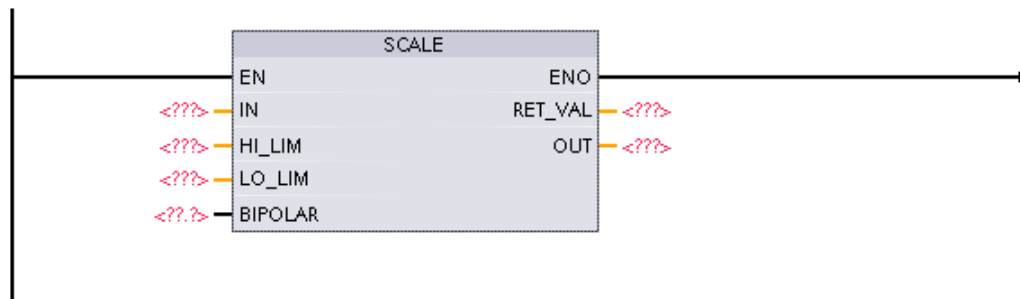 SCALE
EN ENO
<???> IN RET_VAL <???>
<???> HI_LIM OUT <???>
<???> LO_LIM
<??.?> BIPOLAR